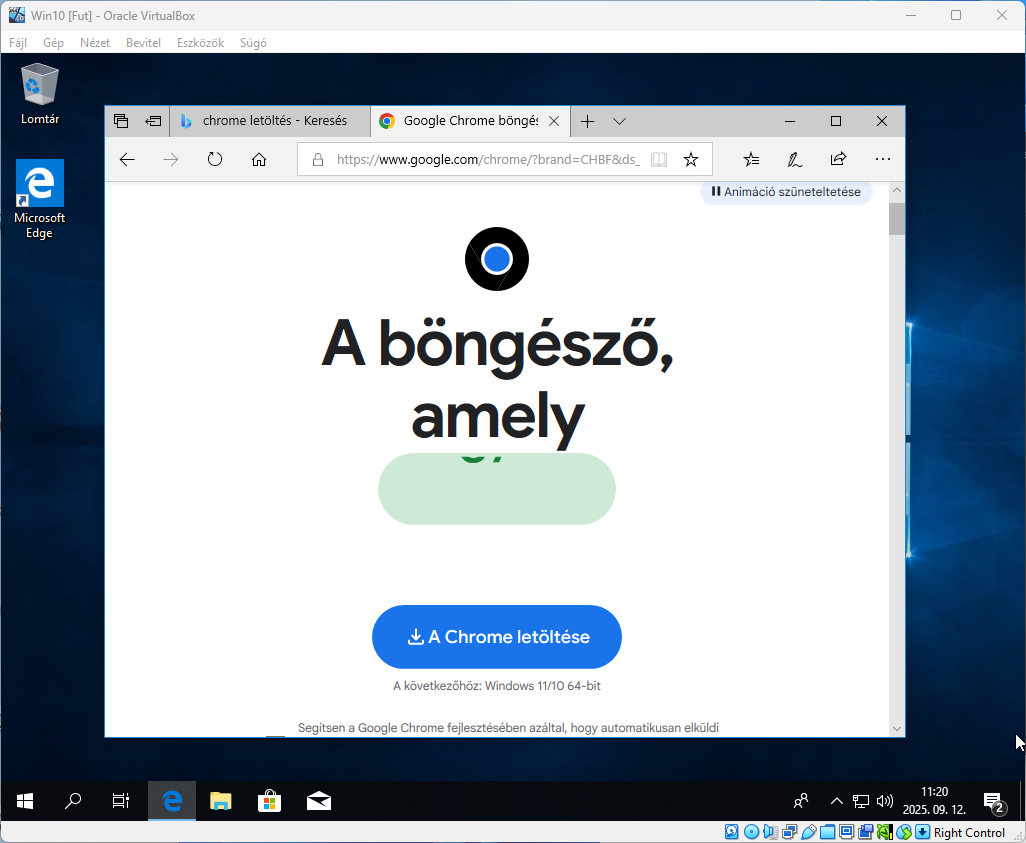 Win10 [Fut] - Oracle VirtualBox
Fájl Gép Nézet Bevitel Eszközök Súgó
Lomtár
Microsoft
Edge
chrome letöltés - Keresés
Google Chrome böngés
https://www.google.com/chrome/?brand=CHBF&ds_
Animáció szüneteltetése
A böngésző,
amely
A Chrome letöltése
A következőhöz: Windows 11/10 64-bit
Segítsen a Google Chrome fejlesztésében azáltal, hogy automatikusan elküldi
11:20
2025. 09. 12.
2
Right Control